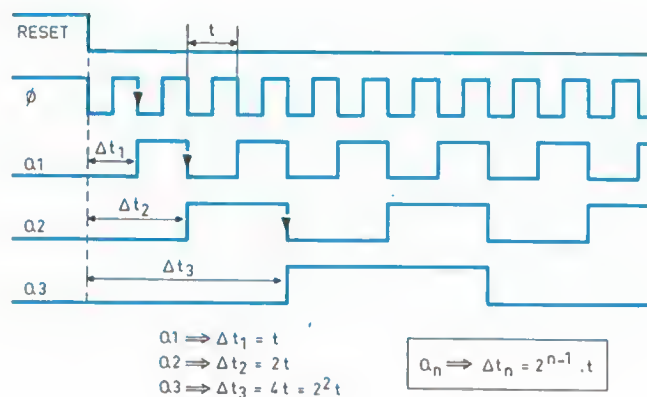 RESET
t
ø
Δt₁
Q1
Δt₂
Q2
Δt₃
Q3
Q1 ⇒ Δt₁ = t
Q2 ⇒ Δt₂ = 2t
Q3 ⇒ Δt₃ = 4t = 2²t
Qₙ ⇒ Δtₙ = 2ⁿ⁻¹ . t